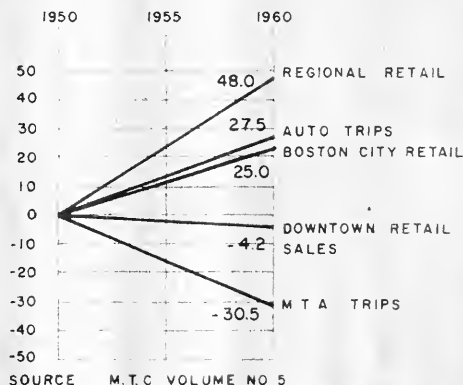 1950 1955 1960
50
48.0 REGIONAL RETAIL
40
30
27.5 AUTO TRIPS
20 BOSTON CITY RETAIL
25.0
10
0
DOWNTOWN RETAIL
-4.2 SALES
-10
-20
-30 MTA TRIPS
-30.5
-40
-50
SOURCE M.T.C VOLUME NO 5